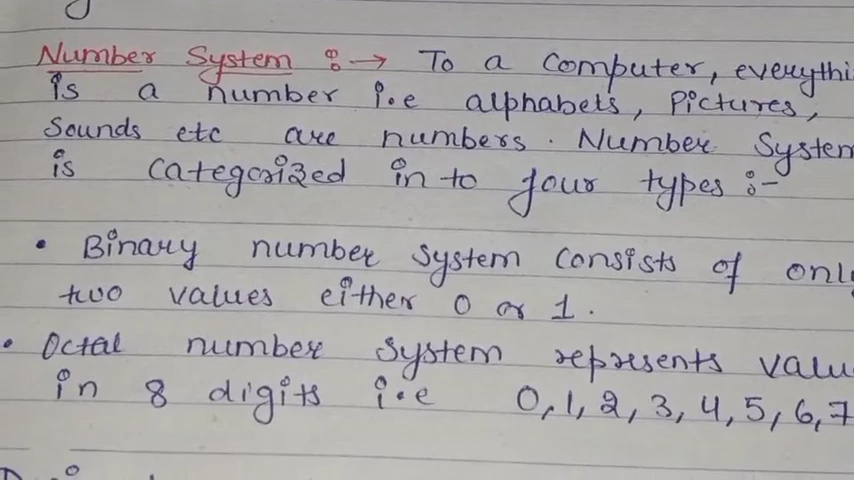 Number System :→ To a computer, everythi
is a number i.e alphabets, Pictures,
Sounds etc are numbers. Number System
is categorized in to four types :-
• Binary number system consists of only
two values either 0 or 1.
• Octal number system represents valu
in 8 digits i.e 0,1,2,3,4,5,6,7